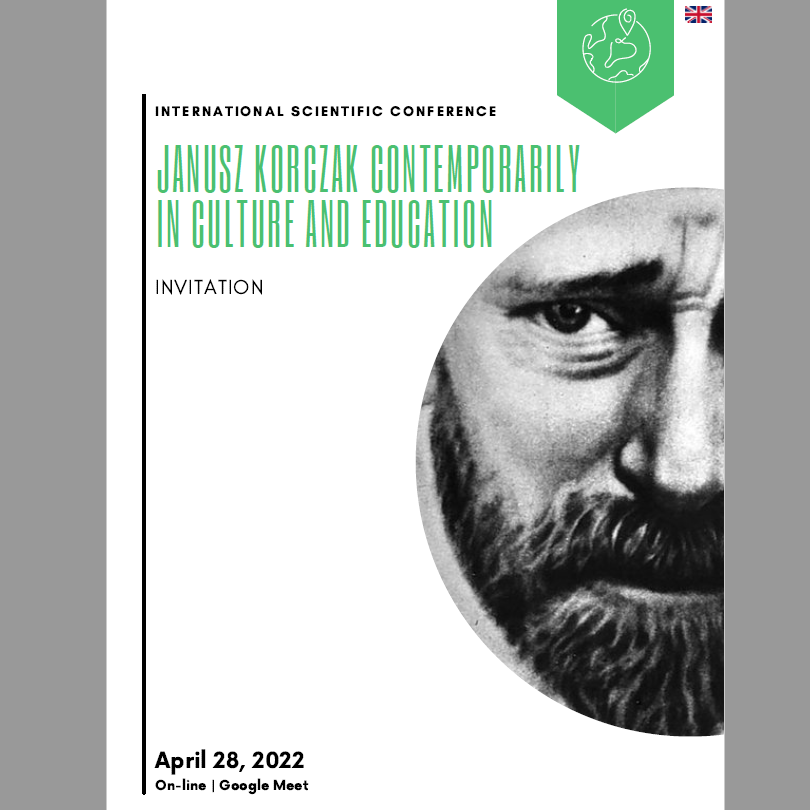 INTERNATIONAL SCIENTIFIC CONFERENCE
JANUSZ KORCZAK CONTEMPORARILY
IN CULTURE AND EDUCATION
INVITATION
April 28, 2022
On-line | Google Meet